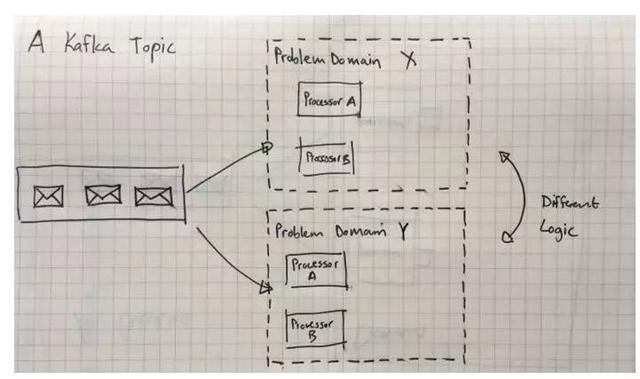 A Kafka Topic
Problem Domain X
Processor A
Processor B
Problem Domain Y
Processor
A
Processor
B
Different
Logic